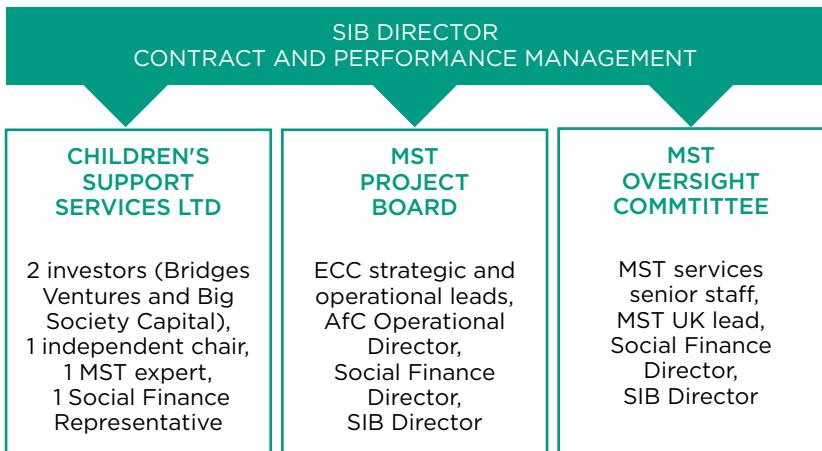 SIB DIRECTOR
CONTRACT AND PERFORMANCE MANAGEMENT
CHILDREN'S
SUPPORT
SERVICES LTD
2 investors (Bridges
Ventures and Big
Society Capital),
1 independent chair,
1 MST expert,
1 Social Finance
Representative
MST
PROJECT
BOARD
ECC strategic and
operational leads,
AfC Operational
Director,
Social Finance
Director,
SIB Director
MST
OVERSIGHT
COMMTITTEE
MST services
senior staff,
MST UK lead,
Social Finance
Director,
SIB Director